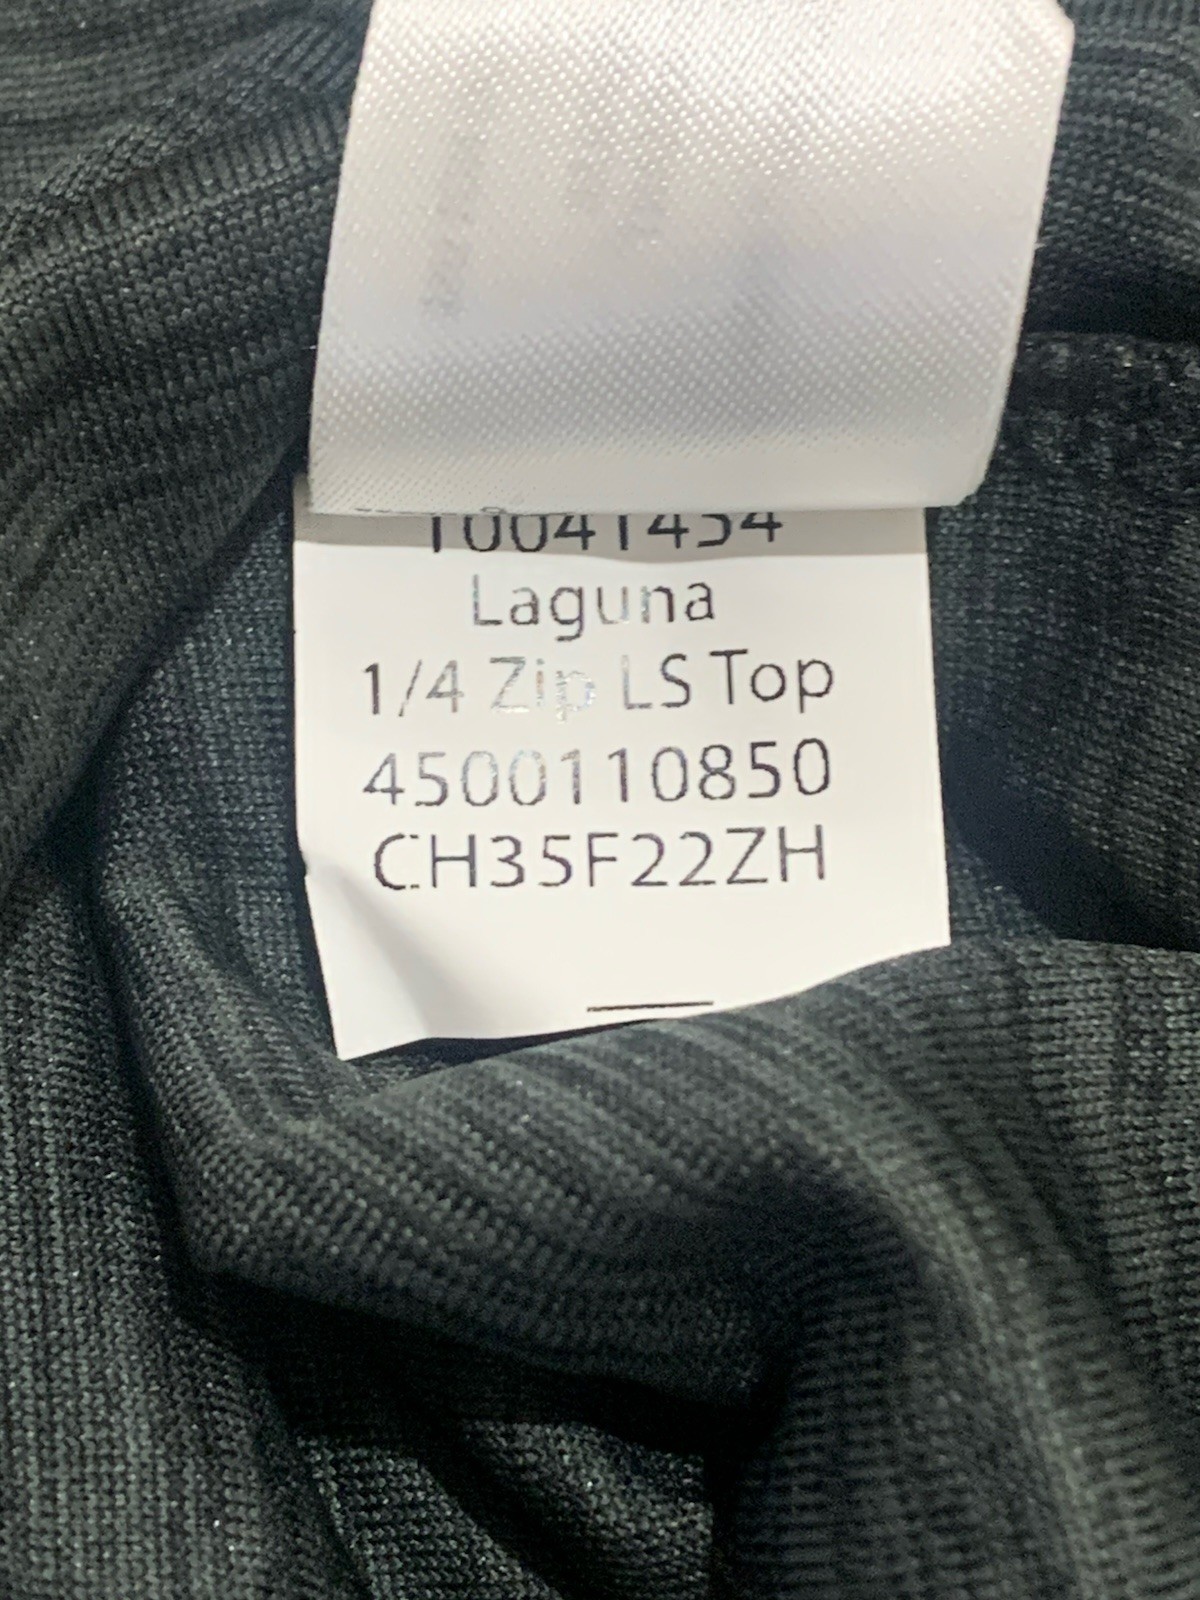 Laguna
1/4 Zip LS Top
4500110850
CH35F22ZH